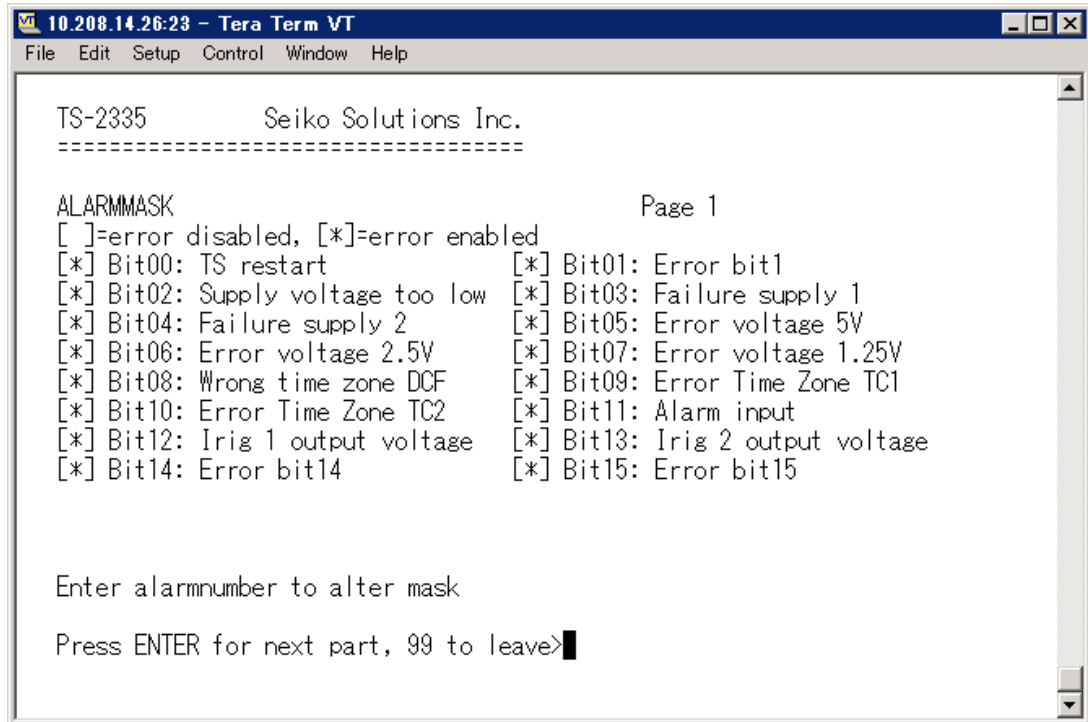 10.208.14.26:23 - Tera Term VT
File Edit Setup Control Window Help
TS-2335 Seiko Solutions Inc.
====================================
ALARMMASK Page 1
[ ]=error disabled, [*]=error enabled
[*] Bit00: TS restart [*] Bit01: Error bit1
[*] Bit02: Supply voltage too low [*] Bit03: Failure supply 1
[*] Bit04: Failure supply 2 [*] Bit05: Error voltage 5V
[*] Bit06: Error voltage 2.5V [*] Bit07: Error voltage 1.25V
[*] Bit08: Wrong time zone DCF [*] Bit09: Error Time Zone TC1
[*] Bit10: Error Time Zone TC2 [*] Bit11: Alarm input
[*] Bit12: Irig 1 output voltage [*] Bit13: Irig 2 output voltage
[*] Bit14: Error bit14 [*] Bit15: Error bit15
Enter alarmnumber to alter mask
Press ENTER for next part, 99 to leave>